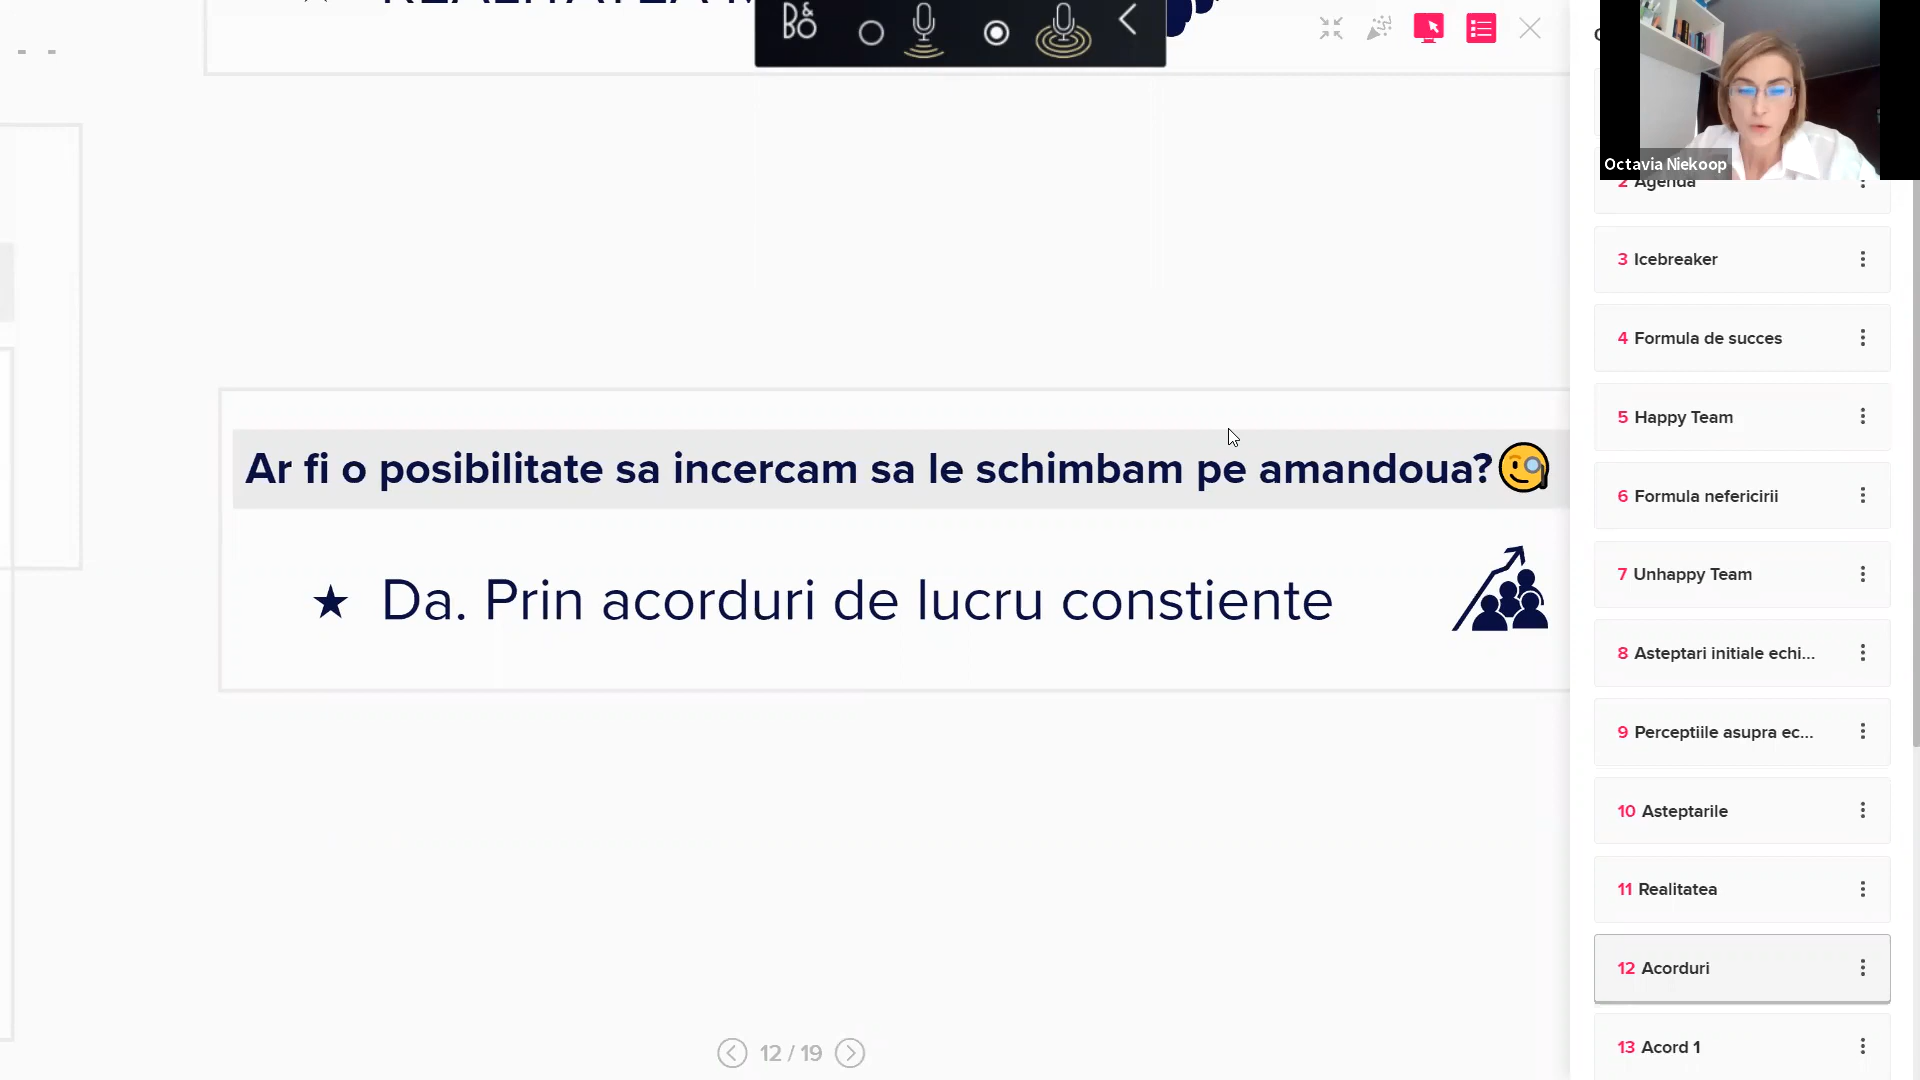 B&O
Octavia Niekoop
2 Agenda
3 Icebreaker
4 Formula de succes
5 Happy Team
6 Formula nefericirii
7 Unhappy Team
8 Asteptari initiale echi...
9 Perceptiile asupra ec...
10 Asteptarile
11 Realitatea
12 Acorduri
13 Acord 1
Ar fi o posibilitate sa incercam sa le schimbam pe amandoua?
★ Da. Prin acorduri de lucru constiente
12 / 19